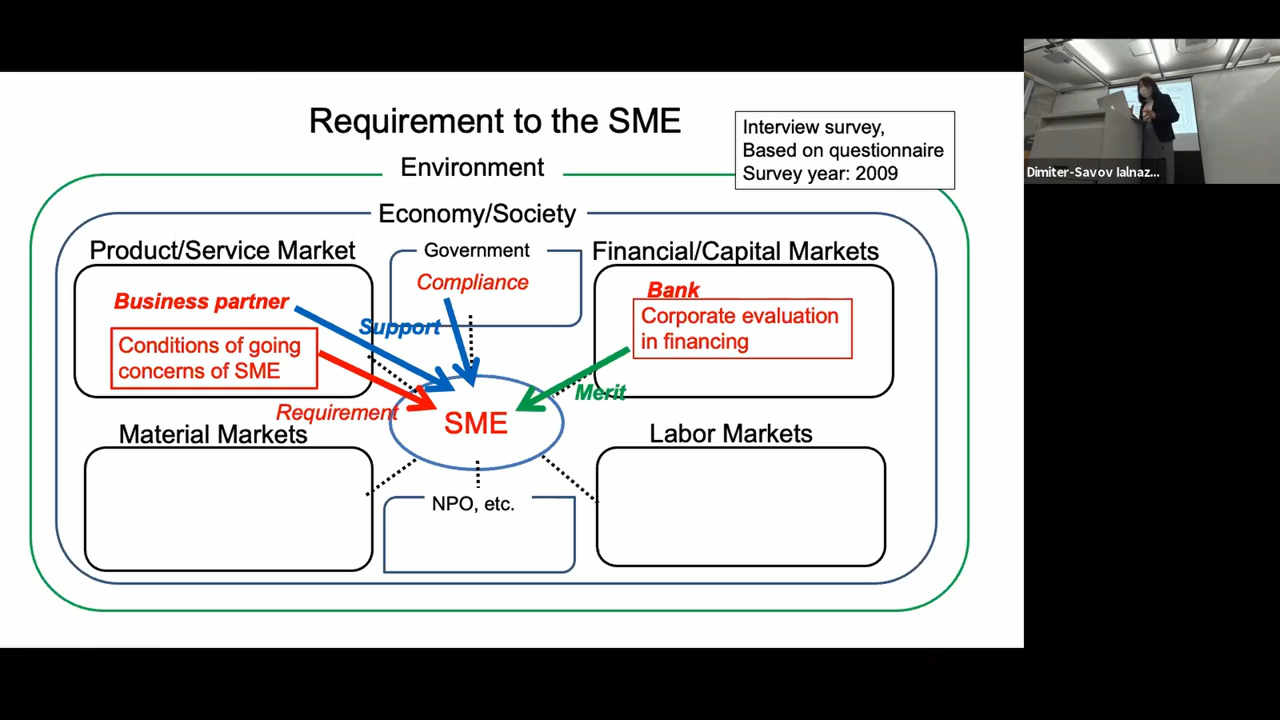 Requirement to the SME
Interview survey,
Based on questionnaire
Survey year: 2009
Environment
Economy/Society
Product/Service Market
Government
Financial/Capital Markets
Compliance
Business partner
Bank
Support
Corporate evaluation
in financing
Conditions of going
concerns of SME
Merit
Requirement
SME
Material Markets
Labor Markets
NPO, etc.
Dimiter-Savov Ialnaz...